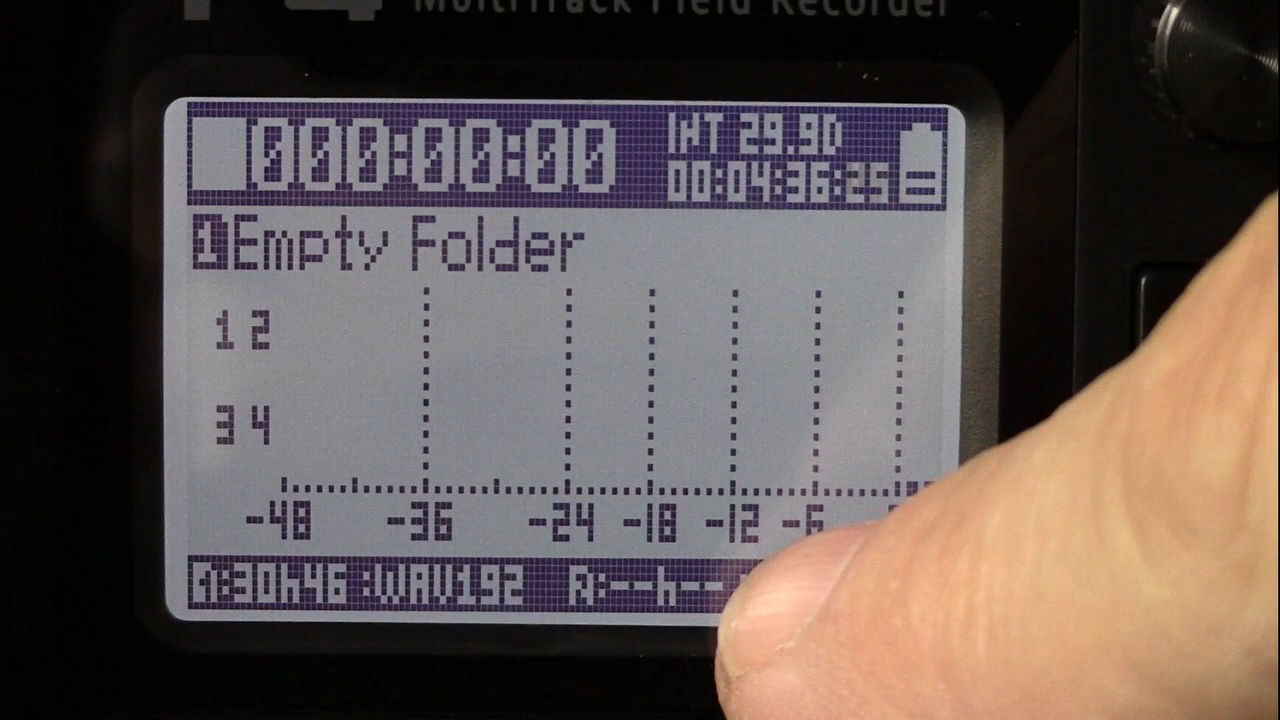 MultiTrack Field Recorder
000:00:00
INT 29.9D
00:04:36:25
1 Empty Folder
1 2
3 4
-48 -36 -24 -18 -12 -6
A:30h46 :WAV192 B:--h--